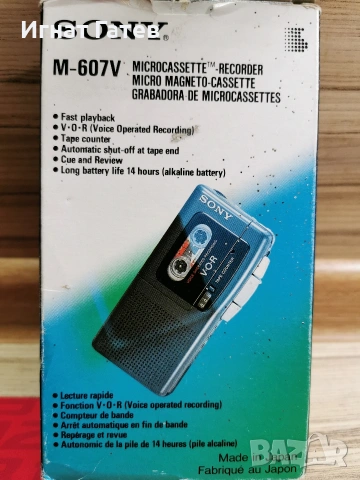 Игнат Гатев
SONY®
M-607V MICROCASSETTE™-RECORDER
MICRO MAGNETO-CASSETTE
GRABADORA DE MICROCASSETTES
• Fast playback
• V·O·R (Voice Operated Recording)
• Tape counter
• Automatic shut-off at tape end
• Cue and Review
• Long battery life 14 hours (alkaline battery)
SONY
V·O·R
TAPE COUNTER
• Lecture rapide
• Fonction V·O·R (Voice operated recording)
• Compteur de bande
• Arrêt automatique en fin de bande
• Repérage et revue
• Autonomie de la pile de 14 heures (pile alcaline)
Made in Japan
Fabriqué au Japon
BAZAR